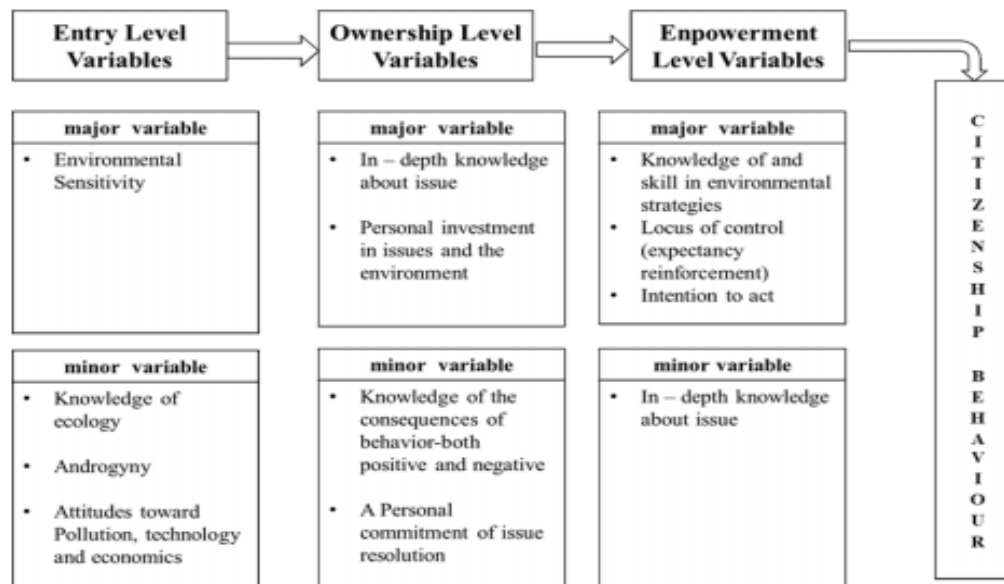 Entry Level
Variables
Ownership Level
Variables
Enpowerment
Level Variables
major variable
• Environmental
Sensitivity
major variable
• In – depth knowledge
about issue
• Personal investment
in issues and the
environment
major variable
• Knowledge of and
skill in environmental
strategies
• Locus of control
(expectancy
reinforcement)
• Intention to act
minor variable
• Knowledge of
ecology
• Androgyny
• Attitudes toward
Pollution, technology
and economics
minor variable
• Knowledge of the
consequences of
behavior-both
positive and negative
• A Personal
commitment of issue
resolution
minor variable
• In – depth knowledge
about issue
CITIZENSHIP BEHAVIOUR